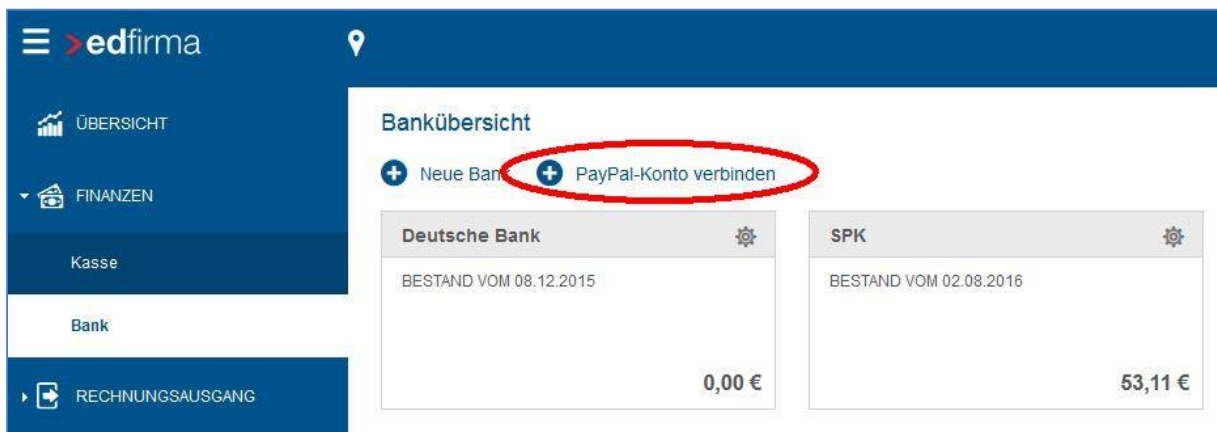 >edfirma
ÜBERSICHT
FINANZEN
Kasse
Bank
RECHNUNGSAUSGANG
Bankübersicht
Neue Bank PayPal-Konto verbinden
Deutsche Bank
BESTAND VOM 08.12.2015
0,00 €
SPK
BESTAND VOM 02.08.2016
53,11 €